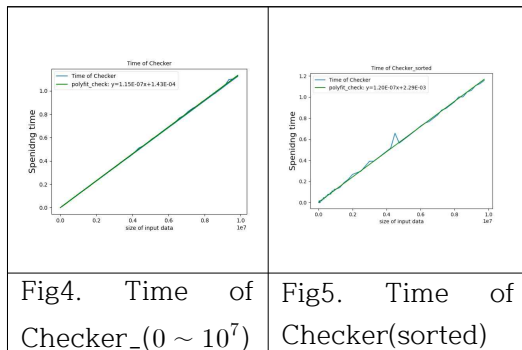 Time of Checker
Time of Checker
polyfit_check: y=1.15E-07x+1.43E-04
Spenidng time
1.0
0.8
0.6
0.4
0.2
0.0
0.0 0.2 0.4 0.6 0.8 1.0
1e7
size of input data
Time of Checker_sorted
Time of Checker
polyfit_check: y=1.20E-07x+2.29E-03
Spenidng time
1.2
1.0
0.8
0.6
0.4
0.2
0.0
0.0 0.2 0.4 0.6 0.8 1.0
1e7
size of input data
Fig4. Time of
Checker_(0 ~ 10⁷)
Fig5. Time of
Checker(sorted)